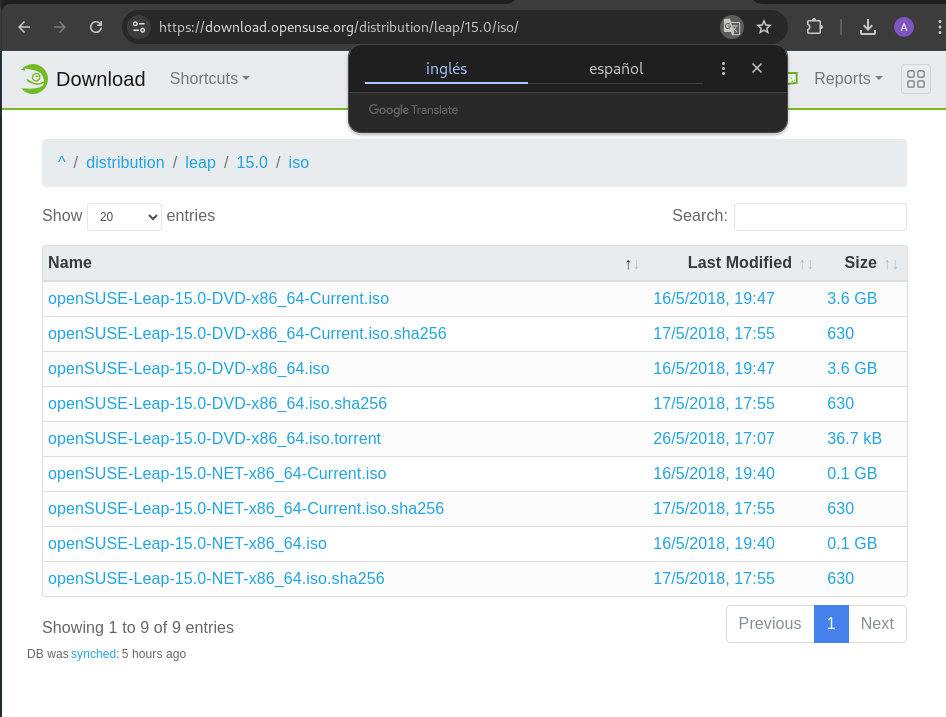 https://download.opensuse.org/distribution/leap/15.0/iso/
A
inglés español
Google Translate
Download Shortcuts Reports
^ / distribution / leap / 15.0 / iso
Show 20 entries Search:
Name ↑↓ Last Modified ↑↓ Size ↑↓
openSUSE-Leap-15.0-DVD-x86_64-Current.iso 16/5/2018, 19:47 3.6 GB
openSUSE-Leap-15.0-DVD-x86_64-Current.iso.sha256 17/5/2018, 17:55 630
openSUSE-Leap-15.0-DVD-x86_64.iso 16/5/2018, 19:47 3.6 GB
openSUSE-Leap-15.0-DVD-x86_64.iso.sha256 17/5/2018, 17:55 630
openSUSE-Leap-15.0-DVD-x86_64.iso.torrent 26/5/2018, 17:07 36.7 kB
openSUSE-Leap-15.0-NET-x86_64-Current.iso 16/5/2018, 19:40 0.1 GB
openSUSE-Leap-15.0-NET-x86_64-Current.iso.sha256 17/5/2018, 17:55 630
openSUSE-Leap-15.0-NET-x86_64.iso 16/5/2018, 19:40 0.1 GB
openSUSE-Leap-15.0-NET-x86_64.iso.sha256 17/5/2018, 17:55 630
Showing 1 to 9 of 9 entries Previous 1 Next
DB was synched: 5 hours ago